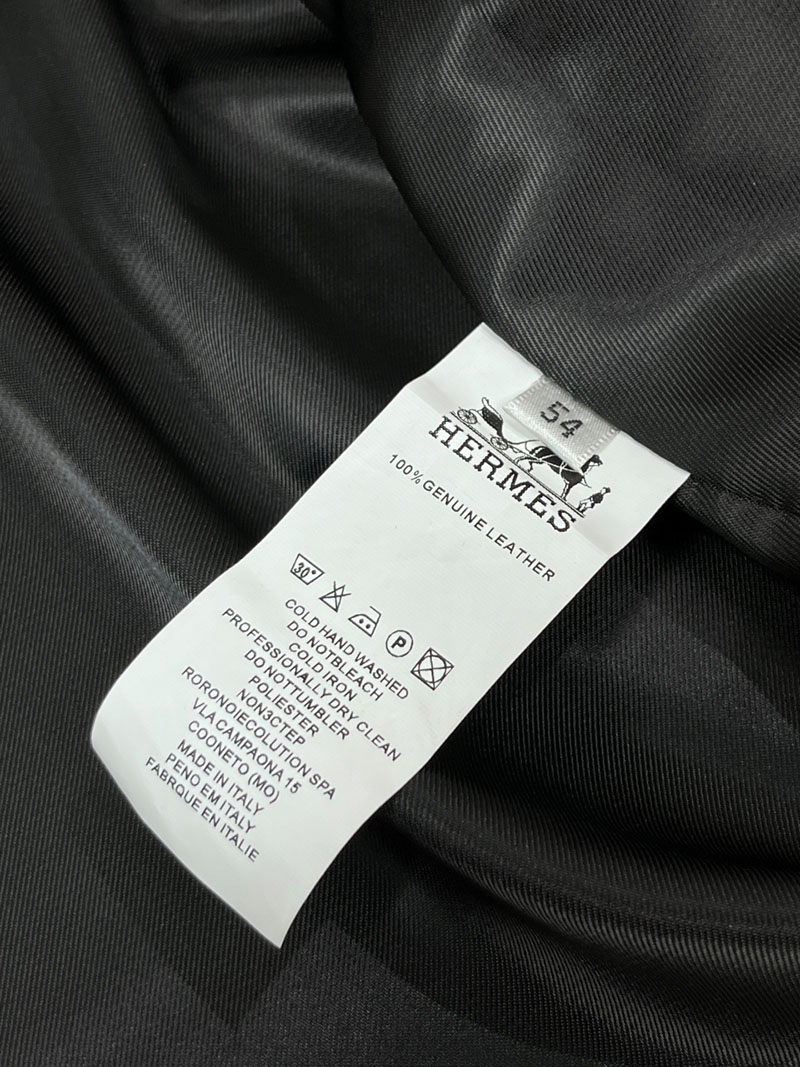 54
HERMES
100% GENUINE LEATHER
30°
P
COLD HAND WASHED
DO NOTBLEACH
COLD IRON
PROFESSIONALLY DRY CLEAN
DO NOTTUMBLER
POLIESTER
NON3CTEP
RORONOIECOLUTION SPA
VLA CAMPAONA 15
COONETO (MO)
MADE IN ITALY
PENO EM ITALY
FABRQUE EN ITALIE